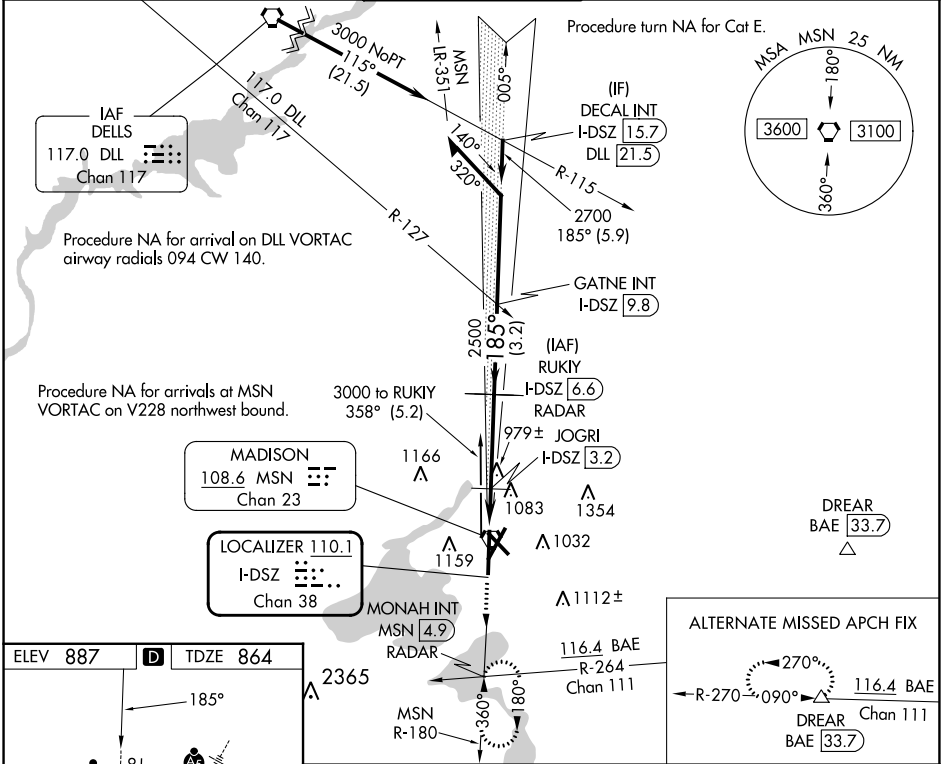 Procedure turn NA for Cat E.
MSA MSN 25 NM
180°
3600
3100
360°
3000 NoPT
115°
(21.5)
MSN
LR-351
005°
(IF)
DECAL INT
I-DSZ 15.7
DLL 21.5
117.0 DLL
Chan 117
IAF
DELLS
117.0 DLL
Chan 117
140°
320°
R-115
2700
185° (5.9)
R-127
Procedure NA for arrival on DLL VORTAC
airway radials 094 CW 140.
GATNE INT
I-DSZ 9.8
2500
185°
(3.2)
(IAF)
RUKIY
I-DSZ 6.6
RADAR
Procedure NA for arrivals at MSN
VORTAC on V228 northwest bound.
3000 to RUKIY
358° (5.2)
979±
JOGRI
I-DSZ 3.2
1166
1083
1354
MADISON
108.6 MSN
Chan 23
DREAR
BAE 33.7
1159
1032
LOCALIZER 110.1
I-DSZ
Chan 38
1112±
MONAH INT
MSN 4.9
RADAR
116.4 BAE
R-264
Chan 111
ALTERNATE MISSED APCH FIX
270°
R-270
090°
116.4 BAE
Chan 111
DREAR
BAE 33.7
ELEV 887
D
TDZE 864
185°
2365
MSN
R-180
360°
180°
A5